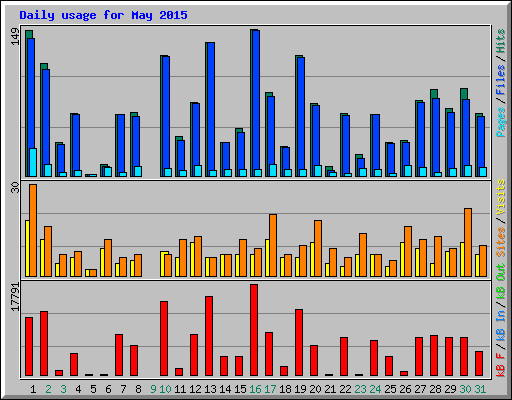 Daily usage for May 2015
149
Pages / Files / Hits
30
Sites / Visits
17791
kB F / kB In / kB Out
1 2 3 4 5 6 7 8 9 10 11 12 13 14 15 16 17 18 19 20 21 22 23 24 25 26 27 28 29 30 31